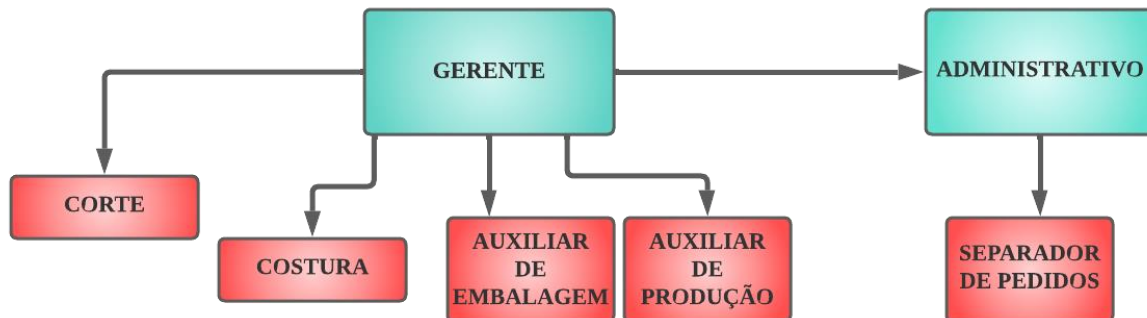 GERENTE
ADMINISTRATIVO
CORTE
COSTURA
AUXILIAR
DE
EMBALAGEM
AUXILIAR
DE
PRODUÇÃO
SEPARADOR
DE PEDIDOS